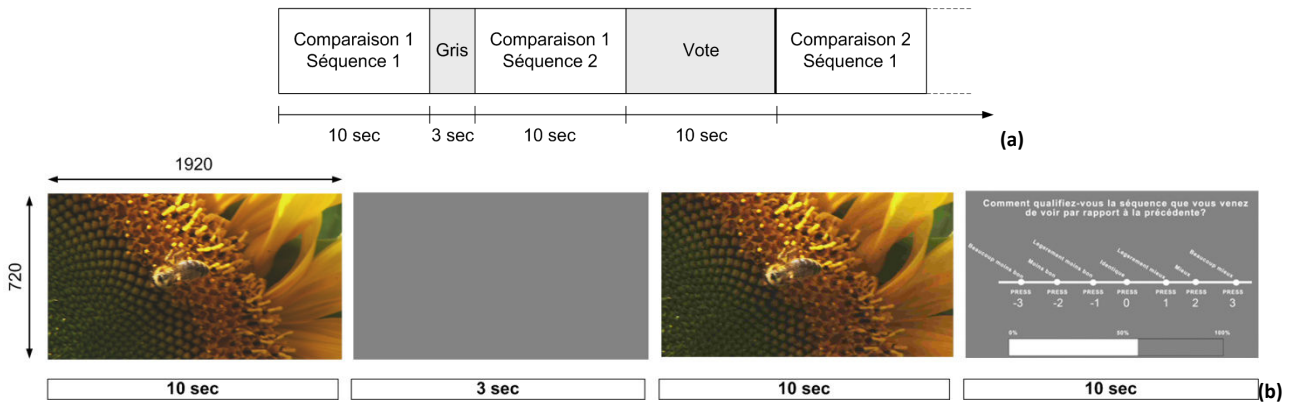 Comparaison 1
Séquence 1
Gris
Comparaison 1
Séquence 2
Vote
Comparaison 2
Séquence 1
10 sec
3 sec
10 sec
10 sec
(a)
1920
720
Comment qualifiez-vous la séquence que vous venez
de voir par rapport à la précédente?
Beaucoup moins bon
Moins bon
Legerement moins bon
Identique
Legerement mieux
Mieux
Beaucoup mieux
PRESS PRESS PRESS PRESS PRESS PRESS PRESS
-3 -2 -1 0 1 2 3
0% 50% 100%
10 sec
3 sec
10 sec
10 sec
(b)